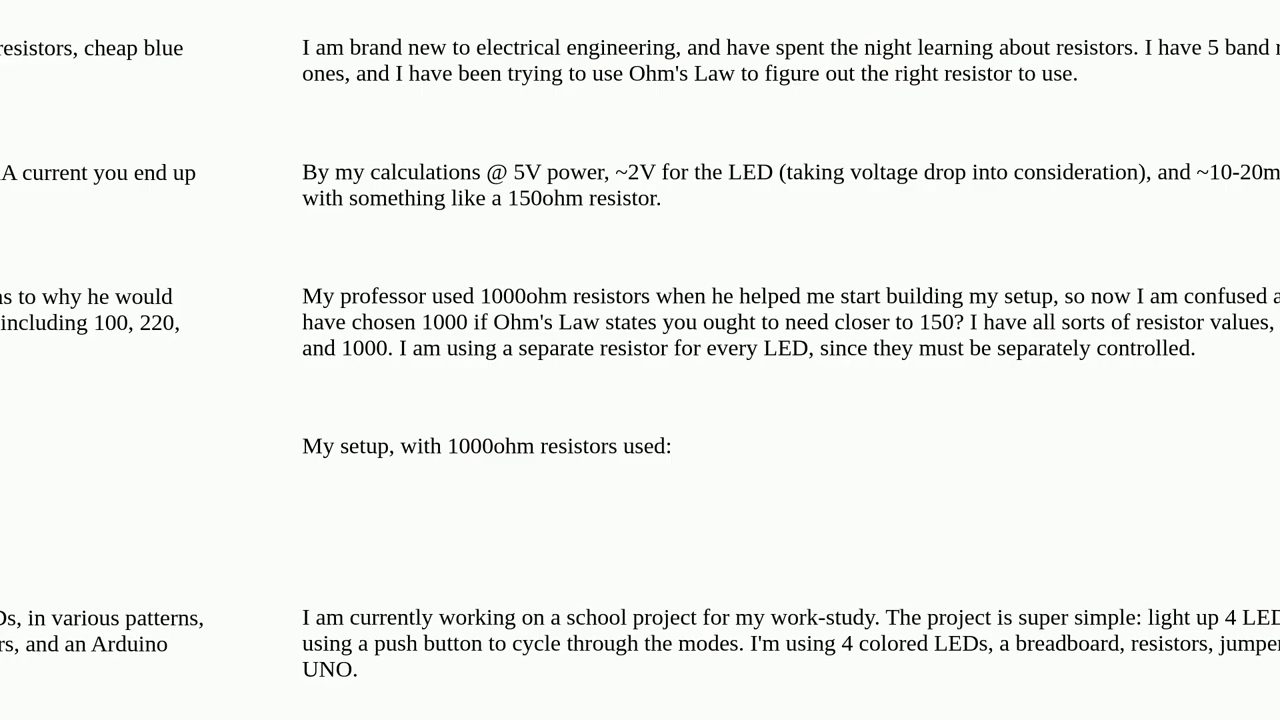 resistors, cheap blue
A current you end up
to why he would
including 100, 220,
in various patterns,
and an Arduino
I am brand new to electrical engineering, and have spent the night learning about resistors. I have 5 band
ones, and I have been trying to use Ohm's Law to figure out the right resistor to use.
By my calculations @ 5V power, ~2V for the LED (taking voltage drop into consideration), and ~10-20m
with something like a 150ohm resistor.
My professor used 1000ohm resistors when he helped me start building my setup, so now I am confused
have chosen 1000 if Ohm's Law states you ought to need closer to 150? I have all sorts of resistor values,
and 1000. I am using a separate resistor for every LED, since they must be separately controlled.
My setup, with 1000ohm resistors used:
I am currently working on a school project for my work-study. The project is super simple: light up 4 LED
using a push button to cycle through the modes. I'm using 4 colored LEDs, a breadboard, resistors, jumper
UNO.